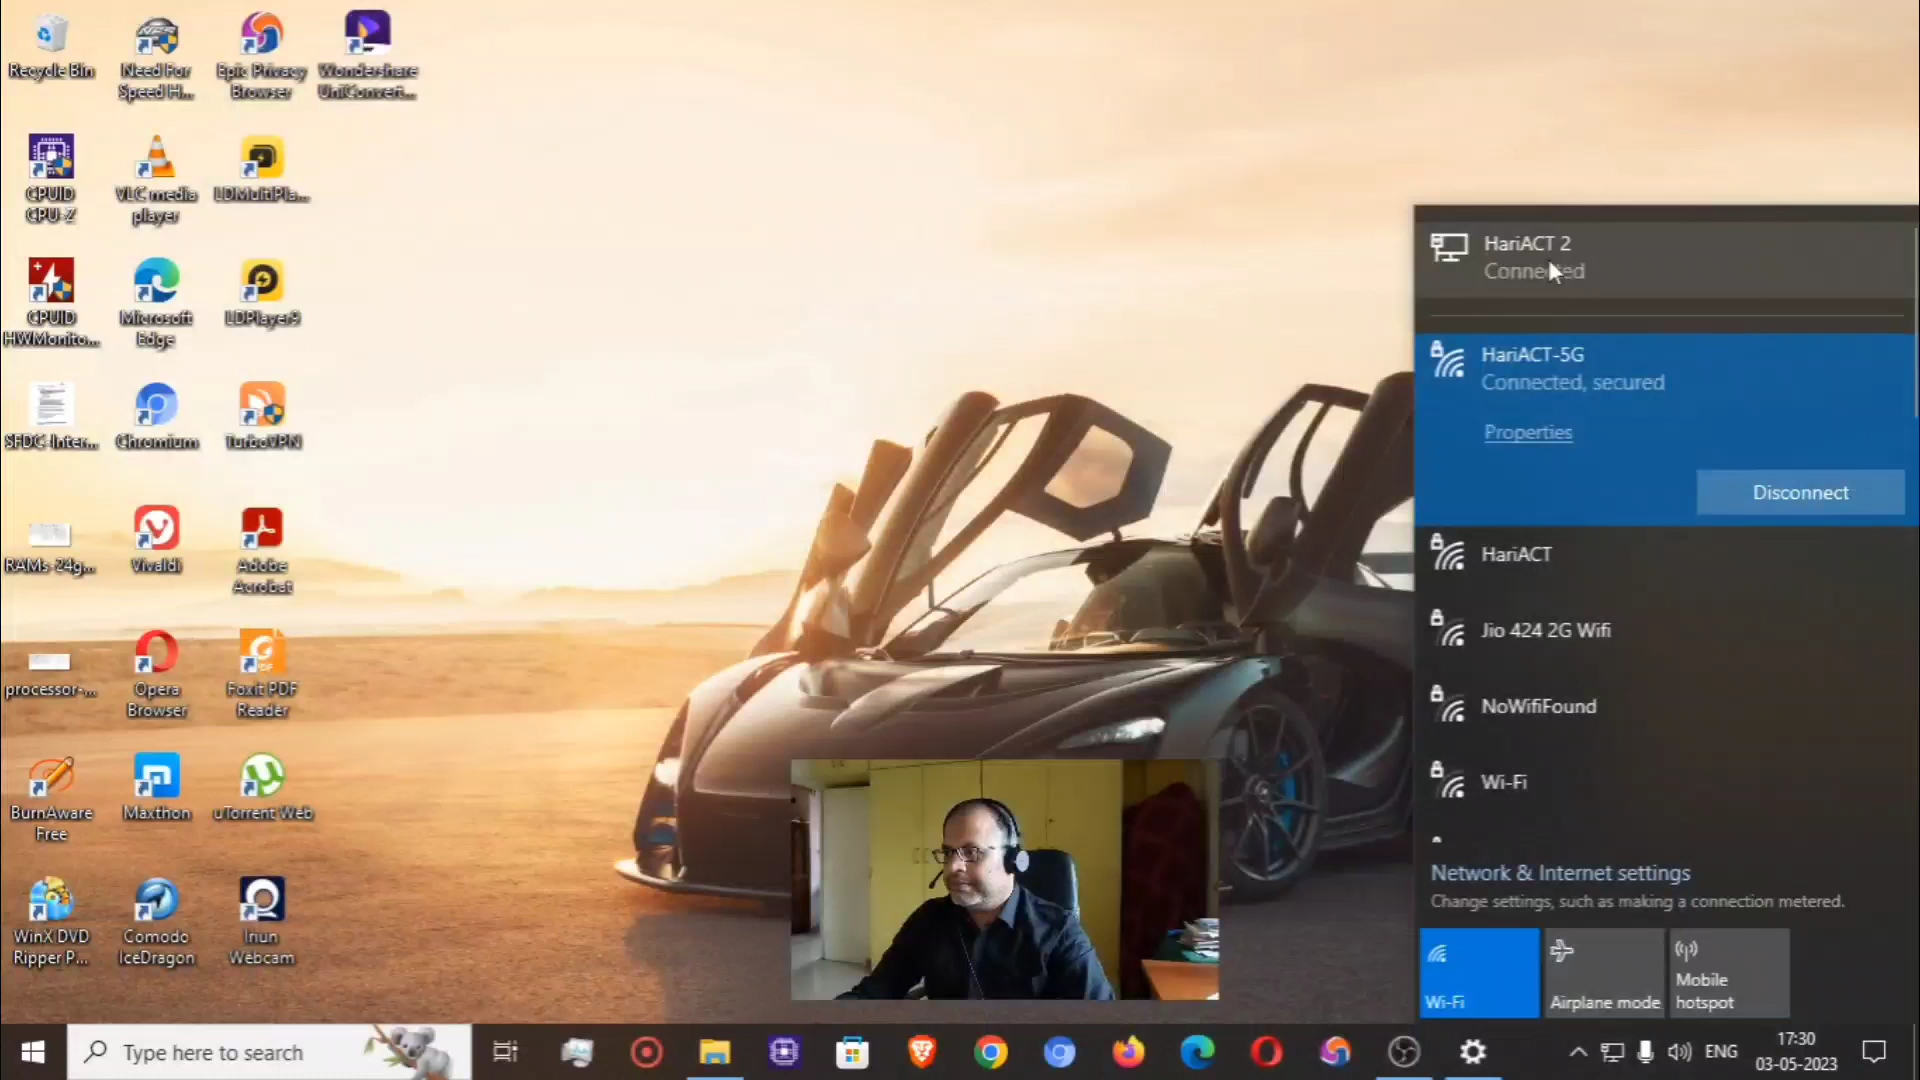 Recycle Bin
Need For
Speed H...
Epic Privacy
Browser
Wondershare
UniConvert...
CPUID
CPU-Z
VLC media
player
LDMultiPla...
CPUID
HWMonito...
Microsoft
Edge
LDPlayer9
SFDC-Inter...
Chromium
TurboVPN
RAMs-24g...
Vivaldi
Adobe
Acrobat
processor-...
Opera
Browser
Foxit PDF
Reader
BurnAware
Free
Maxthon
uTorrent Web
WinX DVD
Ripper P...
Comodo
IceDragon
Iriun
Webcam
HariACT 2
Connected
HariACT-5G
Connected, secured
Properties
Disconnect
HariACT
Jio 424 2G Wifi
NoWifiFound
Wi-Fi
Network & Internet settings
Change settings, such as making a connection metered.
Wi-Fi
Airplane mode
Mobile
hotspot
Type here to search
ENG
17:30
03-05-2023